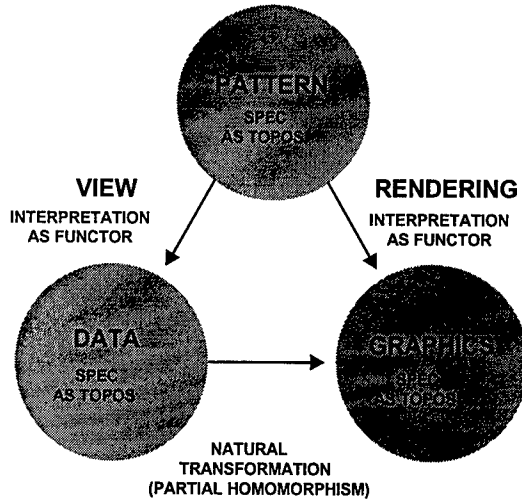 PATTERN
SPEC
AS TOPOS
VIEW
INTERPRETATION
AS FUNCTOR
RENDERING
INTERPRETATION
AS FUNCTOR
DATA
SPEC
AS TOPOS
GRAPHICS
SPEC
AS TOPOS
NATURAL
TRANSFORMATION
(PARTIAL HOMOMORPHISM)